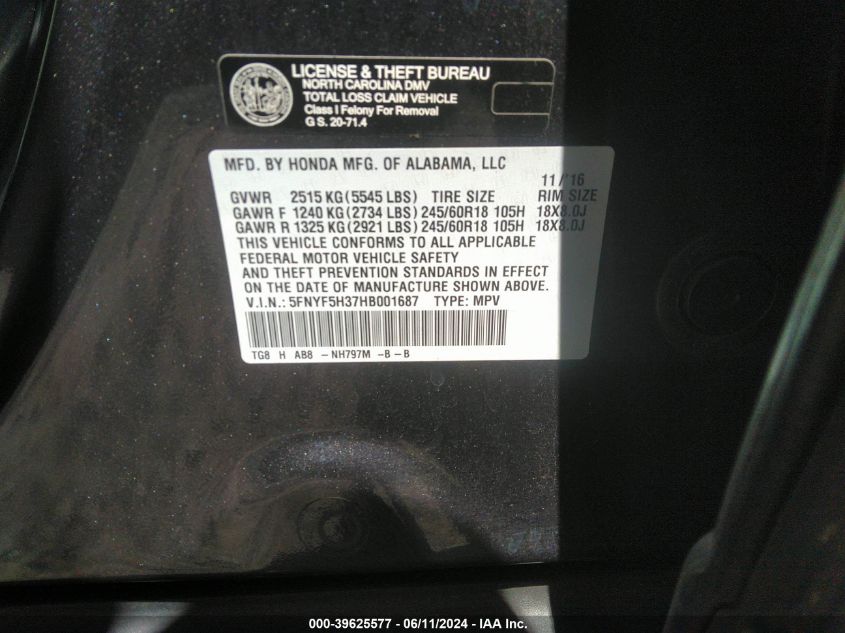 LICENSE & THEFT BUREAU
NORTH CAROLINA DMV
TOTAL LOSS CLAIM VEHICLE
Class I Felony For Removal
G S. 20-71.4
MFD. BY HONDA MFG. OF ALABAMA, LLC
11/'16
GVWR 2515 KG (5545 LBS) TIRE SIZE RIM SIZE
GAWR F 1240 KG (2734 LBS) 245/60R18 105H 18X8.0J
GAWR R 1325 KG (2921 LBS) 245/60R18 105H 18X8.0J
THIS VEHICLE CONFORMS TO ALL APPLICABLE
FEDERAL MOTOR VEHICLE SAFETY
AND THEFT PREVENTION STANDARDS IN EFFECT
ON THE DATE OF MANUFACTURE SHOWN ABOVE.
V.I.N.: 5FNYF5H37HB001687 TYPE: MPV
TG8 H AB8 - NH797M - B - B
000-39625577 - 06/11/2024 - IAA Inc.